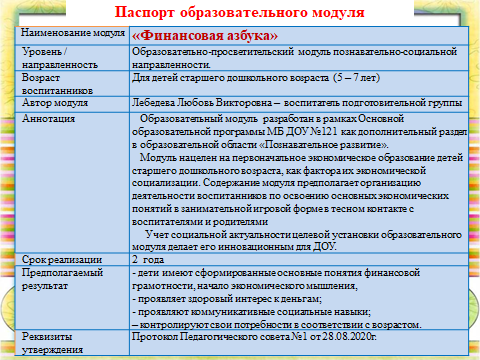 Паспорт образовательного модуля
Наименование модуля «Финансовая азбука»
Уровень / Образовательно-просветительский модуль познавательно-социальной
направленность направленности.
Возраст Для детей старшего дошкольного возраста (5 – 7 лет)
воспитанников
Автор модуля Лебедева Любовь Викторовна – воспитатель подготовительной группы
Аннотация Образовательный модуль разработан в рамках Основной
образовательной программы МБ ДОУ №121 как дополнительный раздел
в образовательной области «Познавательное развитие».
Модуль нацелен на первоначальное экономическое образование детей
старшего дошкольного возраста, как фактора их экономической
социализации. Содержание модуля предполагает организацию
деятельности воспитанников по освоению основных экономических
понятий в занимательной игровой форме в тесном контакте с
воспитателями и родителями
Учет социальной актуальности целевой установки образовательного
модуля делает его инновационным для ДОУ.
Срок реализации 2 года
Предполагаемый - дети имеют сформированные основные понятия финансовой
результат грамотности, начало экономического мышления,
- проявляет здоровый интерес к деньгам;
- проявляют коммуникативные социальные навыки;
– контролируют свои потребности в соответствии с возрастом.
Реквизиты Протокол Педагогического совета №1 от 28.08.2020г.
утверждения